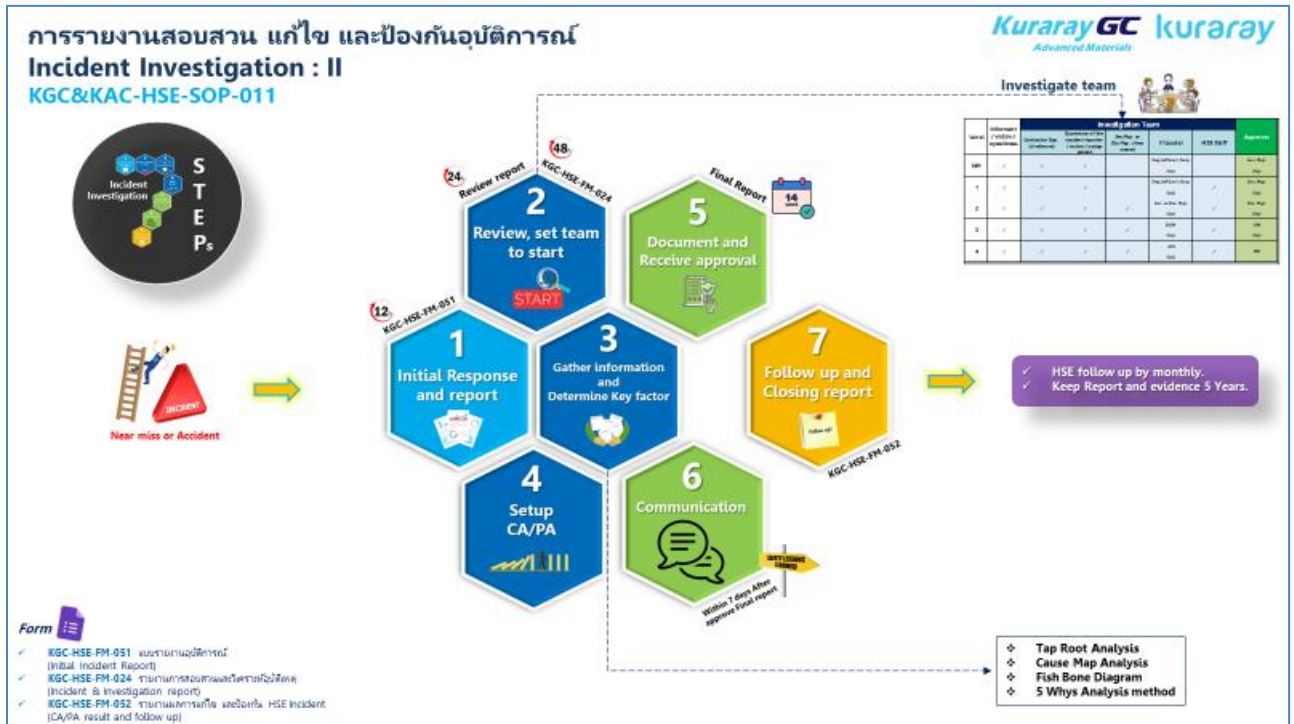 การรายงานสอบสวน แก้ไข และป้องกันอุบัติการณ์
Incident Investigation : II
KGC&KAC-HSE-SOP-011
Kuraray GC
Advanced Materials
kuraray
Incident
Investigation
STEPs
Investigate team
Investigation Team
Approver
1
2
3
4
24
Review report
48
KGC-HSE-FM-024
2
Review, set team
to start
START
Final Report
14
5
Document and
Receive approval
12
KGC-HSE-FM-051
1
Initial Response
and report
3
Gather information
and
Determine Key factor
7
Follow up and
Closing report
Follow up!
KGC-HSE-FM-052
INCIDENT
Near miss or Accident
✓ HSE follow up by monthly.
✓ Keep Report and evidence 5 Years.
4
Setup
CA/PA
6
Communication
Within 7 days After
approve Final report
Form
✓ KGC-HSE-FM-051 แบบรายงานอุบัติการณ์
(Initial Incident Report)
✓ KGC-HSE-FM-024 รายงานการสอบสวนและวิเคราะห์อุบัติเหตุ
(Incident & Investigation report)
✓ KGC-HSE-FM-052 รายงานผลการแก้ไข และป้องกัน HSE Incident
(CA/PA result and follow up)
❖ Tap Root Analysis
❖ Cause Map Analysis
❖ Fish Bone Diagram
❖ 5 Whys Analysis method